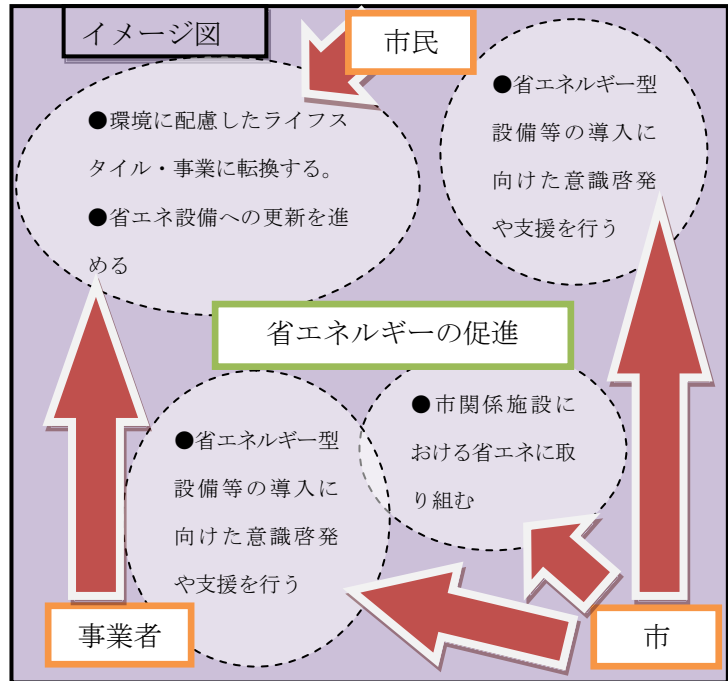 イメージ図
市民
●環境に配慮したライフス
タイル・事業に転換する。
●省エネ設備への更新を進
める
●省エネルギー型
設備等の導入に
向けた意識啓発
や支援を行う
省エネルギーの促進
●省エネルギー型
設備等の導入に
向けた意識啓発
や支援を行う
●市関係施設に
おける省エネに取
り組む
事業者
市